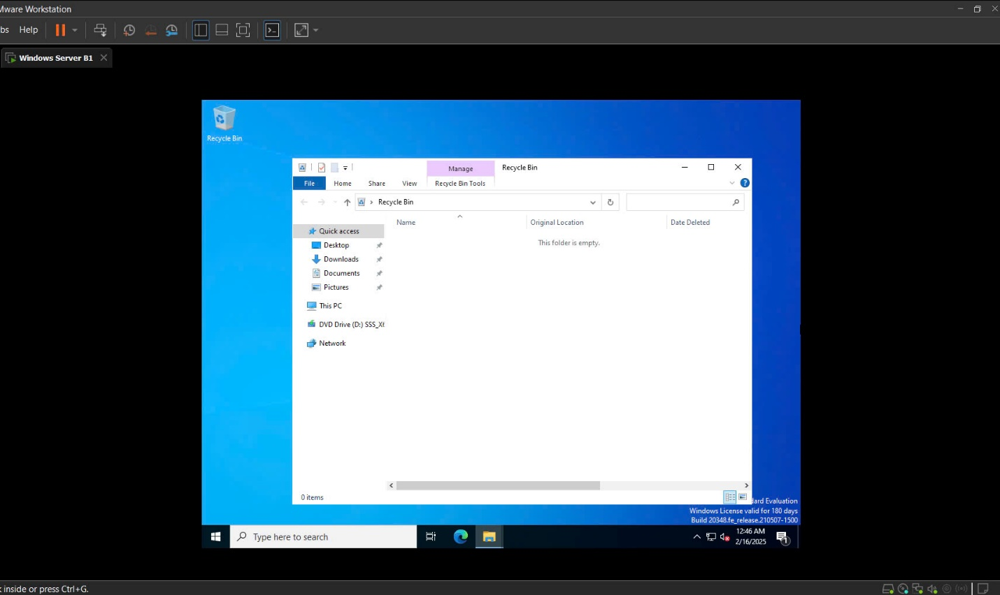 Mware Workstation
bs Help
Windows Server B1
Recycle Bin
Manage Recycle Bin
File Home Share View Recycle Bin Tools
Recycle Bin
Name Original Location Date Deleted
This folder is empty.
Quick access
Desktop
Downloads
Documents
Pictures
This PC
DVD Drive (D:) SSS_X6
Network
0 items
dard Evaluation
Windows License valid for 180 days
Build 20348.fe_release.210507-1500
Type here to search
12:46 AM
2/16/2025
1
inside or press Ctrl+G.